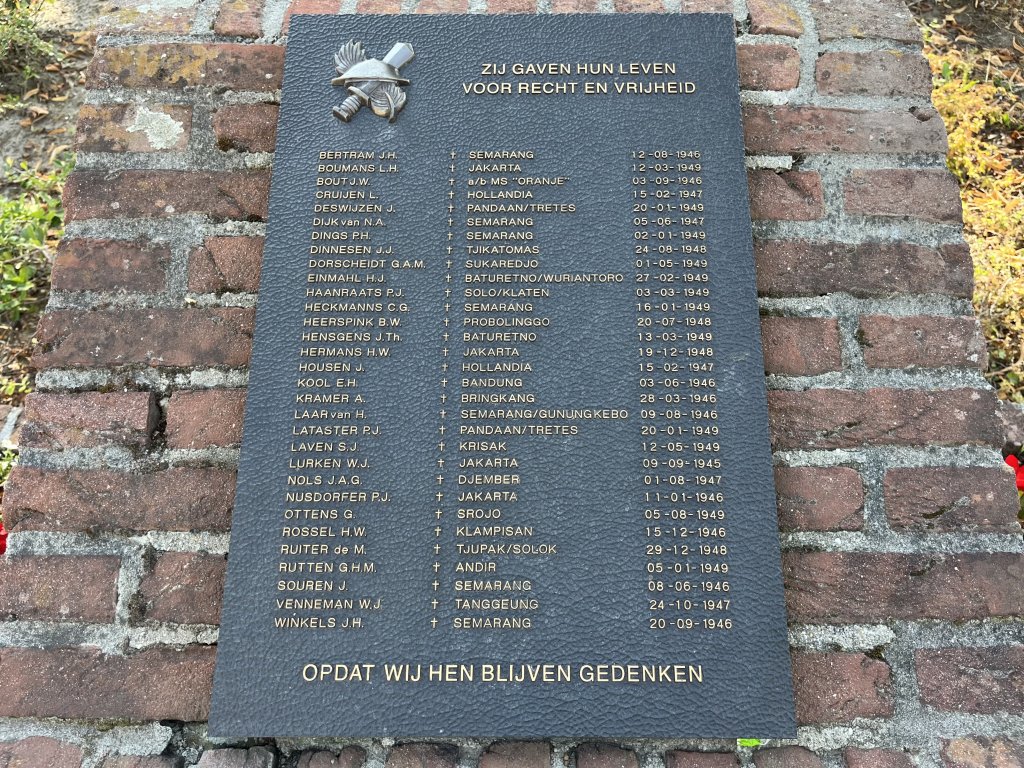 ZIJ GAVEN HUN LEVEN
VOOR RECHT EN VRIJHEID
BERTRAM J.H. † SEMARANG 12-08-1946
BOUMANS L.H. † JAKARTA 12-03-1949
BOUT J.W. † a/b MS "ORANJE" 03-09-1946
CRUIJEN L. † HOLLANDIA 15-02-1947
DESWIJZEN J. † PANDAAN/TRETES 20-01-1949
DIJK van N.A. † SEMARANG 05-06-1947
DINGS P.H. † SEMARANG 02-01-1949
DINNESEN J.J. † TJIKATOMAS 24-08-1948
DORSCHEIDT G.A.M. † SUKAREDJO 01-05-1949
EINMAHL H.J. † BATURETNO/WURIANTORO 27-02-1949
HAANRAATS P.J. † SOLO/KLATEN 03-03-1949
HECKMANNS C.G. † SEMARANG 16-01-1949
HEERSPINK B.W. † PROBOLINGGO 20-07-1948
HENSGENS J.Th. † BATURETNO 13-03-1949
HERMANS H.W. † JAKARTA 19-12-1948
HOUSEN J. † HOLLANDIA 15-02-1947
KOOL E.H. † BANDUNG 03-06-1946
KRAMER A. † BRINGKANG 28-03-1946
LAAR van H. † SEMARANG/GUNUNG KEBO 09-08-1946
LATASTER P.J. † PANDAAN/TRETES 20-01-1949
LAVEN S.J. † KRISAK 12-05-1949
LURKEN W.J. † JAKARTA 09-09-1945
NOLS J.A.G. † DJEMBER 01-08-1947
NUSDORFER P.J. † JAKARTA 11-01-1946
OTTENS G. † SROJO 05-08-1949
ROSSEL H.W. † KLAMPISAN 15-12-1946
RUITER de M. † TJUPAK/SOLOK 29-12-1948
RUTTEN G.H.M. † ANDIR 05-01-1949
SOUREN J. † SEMARANG 08-06-1946
VENNEMAN W.J. † TANGGEUNG 24-10-1947
WINKELS J.H. † SEMARANG 20-09-1946
OPDAT WIJ HEN BLIJVEN GEDENKEN